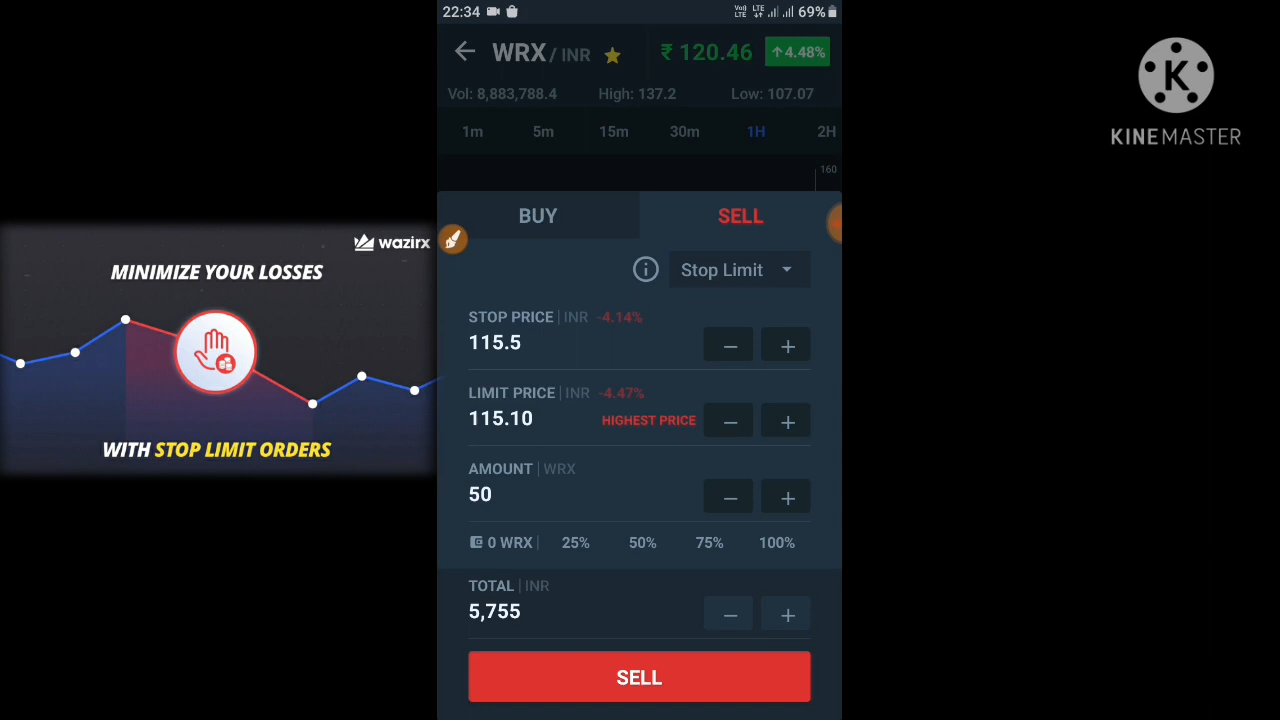 22:34
Vo) LTE LTE 69%
WRX / INR ₹ 120.46 4.48%
Vol: 8,883,788.4 High: 137.2 Low: 107.07
1m 5m 15m 30m 1H 2H
160
BUY SELL
i Stop Limit
STOP PRICE | INR -4.14%
115.5 − +
LIMIT PRICE | INR -4.47%
115.10 HIGHEST PRICE − +
AMOUNT | WRX
50 − +
0 WRX | 25% 50% 75% 100%
TOTAL | INR
5,755 − +
SELL
wazirx
MINIMIZE YOUR LOSSES
WITH STOP LIMIT ORDERS
K
KINEMASTER